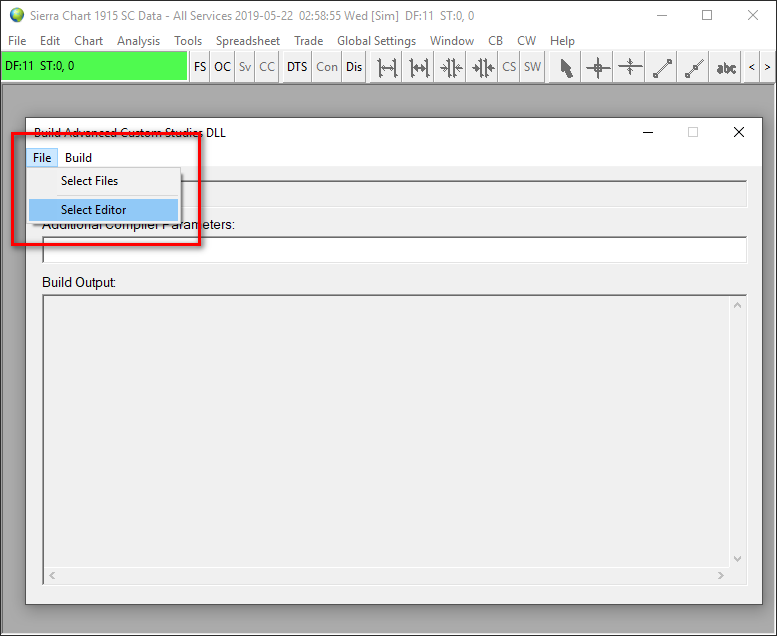 Sierra Chart 1915 SC Data - All Services 2019-05-22 02:58:55 Wed [Sim] DF:11 ST:0, 0
File Edit Chart Analysis Tools Spreadsheet Trade Global Settings Window CB CW Help
DF:11 ST:0, 0 FS OC Sv CC DTS Con Dis CS SW abc < >
Build Advanced Custom Studies DLL
File Build
Select Files
Select Editor
Additional Compiler Parameters:
Build Output: